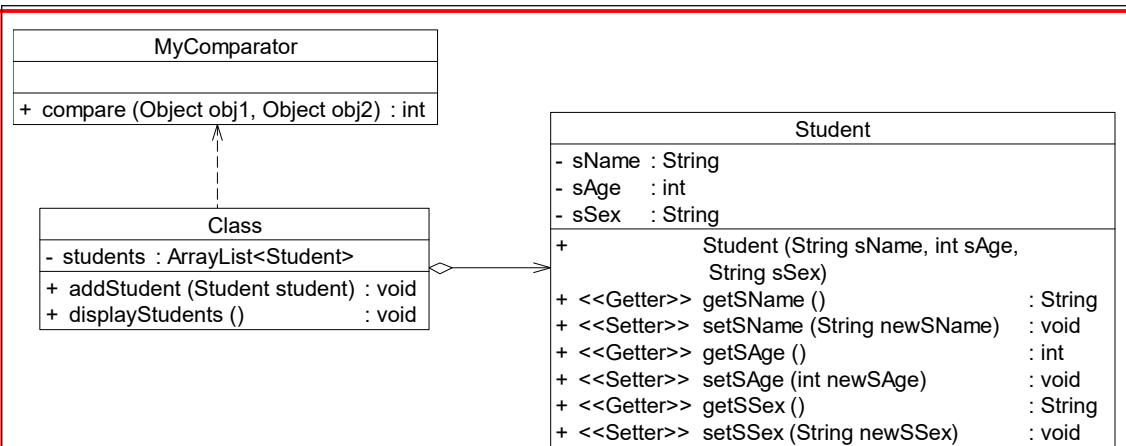 MyComparator
+ compare (Object obj1, Object obj2) : int
Class
- students : ArrayList<Student>
+ addStudent (Student student) : void
+ displayStudents () : void
Student
- sName : String
- sAge : int
- sSex : String
+ Student (String sName, int sAge,
String sSex)
+ <<Getter>> getSName () : String
+ <<Setter>> setSName (String newSName) : void
+ <<Getter>> getSAge () : int
+ <<Setter>> setSAge (int newSAge) : void
+ <<Getter>> getSSex () : String
+ <<Setter>> setSSex (String newSSex) : void